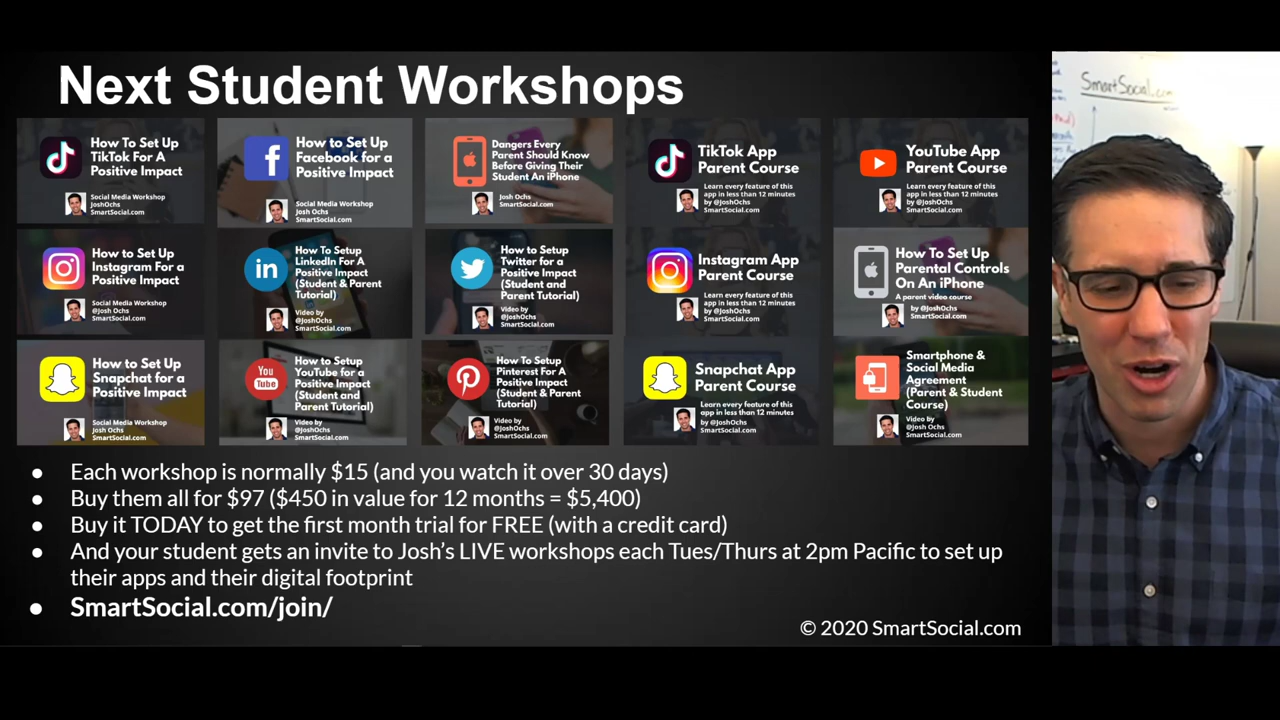 Next Student Workshops
How To Set Up
TikTok For A
Positive Impact
Social Media Workshop
JoshOchs
SmartSocial.com
How to Set Up
Facebook for a
Positive Impact
Social Media Workshop
Josh Ochs
SmartSocial.com
Dangers Every
Parent Should Know
Before Giving Their
Student An iPhone
Josh Ochs
SmartSocial.com
TikTok App
Parent Course
Learn every feature of this
app in less than 12 minutes
by @JoshOchs
SmartSocial.com
YouTube App
Parent Course
Learn every feature of this
app in less than 12 minutes
by @JoshOchs
SmartSocial.com
How to Set Up
Instagram For a
Positive Impact
Social Media Workshop
@Josh Ochs
SmartSocial.com
in
How To Setup
LinkedIn For A
Positive Impact
(Student & Parent
Tutorial)
Video by
@JoshOchs
SmartSocial.com
How to Setup
Twitter for a
Positive Impact
(Student and
Parent Tutorial)
Video by
@JoshOchs
SmartSocial.com
Instagram App
Parent Course
Learn every feature of this
app in less than 12 minutes
by @JoshOchs
SmartSocial.com
How To Set Up
Parental Controls
On An iPhone
A parent video course
by @JoshOchs
SmartSocial.com
How to Set Up
Snapchat for a
Positive Impact
Social Media Workshop
Josh Ochs
SmartSocial.com
You
Tube
How to Setup
YouTube for a
Positive Impact
(Student and
Parent Tutorial)
Video by
@JoshOchs
SmartSocial.com
How To Setup
Pinterest For A
Positive Impact
(Student & Parent
Tutorial)
Video by
@JoshOchs
SmartSocial.com
Snapchat App
Parent Course
Learn every feature of this
app in less than 12 minutes
by @JoshOchs
SmartSocial.com
Smartphone &
Social Media
Agreement
(Parent & Student
Course)
Video by
@Josh Ochs
SmartSocial.com
● Each workshop is normally $15 (and you watch it over 30 days)
● Buy them all for $97 ($450 in value for 12 months = $5,400)
● Buy it TODAY to get the first month trial for FREE (with a credit card)
● And your student gets an invite to Josh's LIVE workshops each Tues/Thurs at 2pm Pacific to set up
their apps and their digital footprint
● SmartSocial.com/join/
© 2020 SmartSocial.com
SmartSocial.com